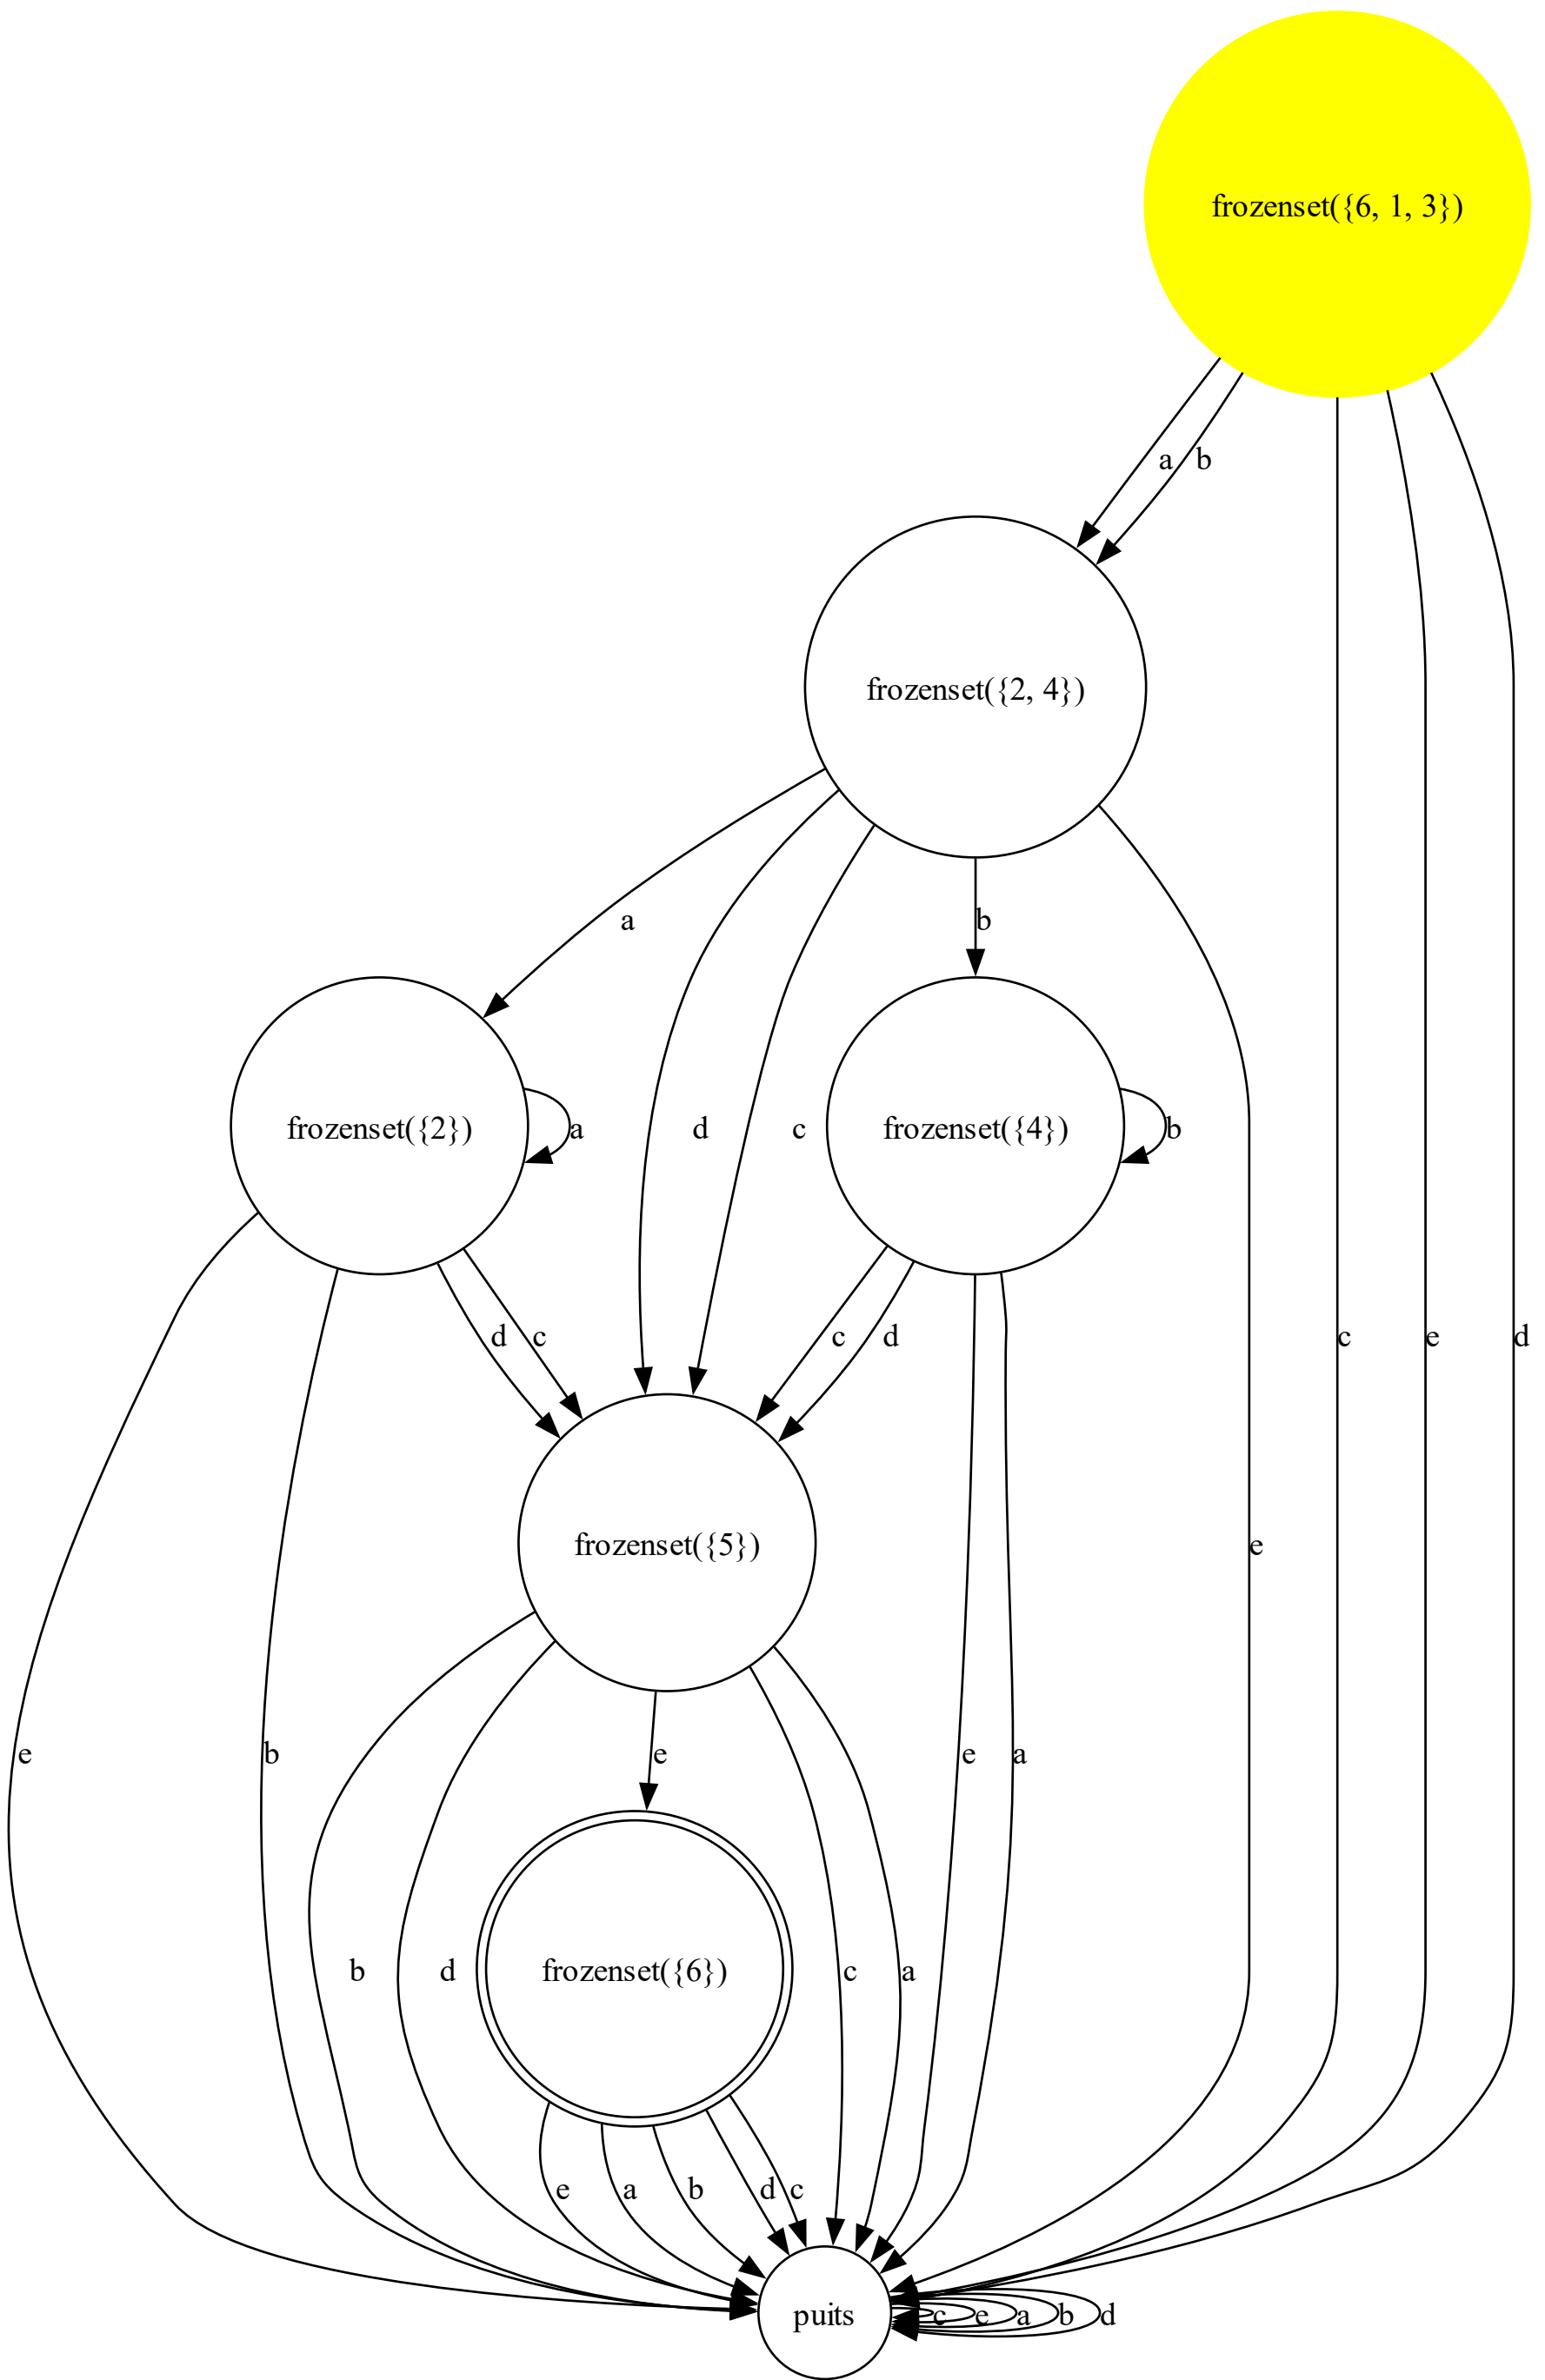 frozenset({6, 1, 3})
a
b
frozenset({2, 4})
a
b
frozenset({2})
a
d
c
frozenset({4})
b
d
c
c
d
c
e
d
frozenset({5})
e
e
b
e
e
a
b
d
frozenset({6})
c
a
e
a
b
d
c
puits
c
e
a
b
d